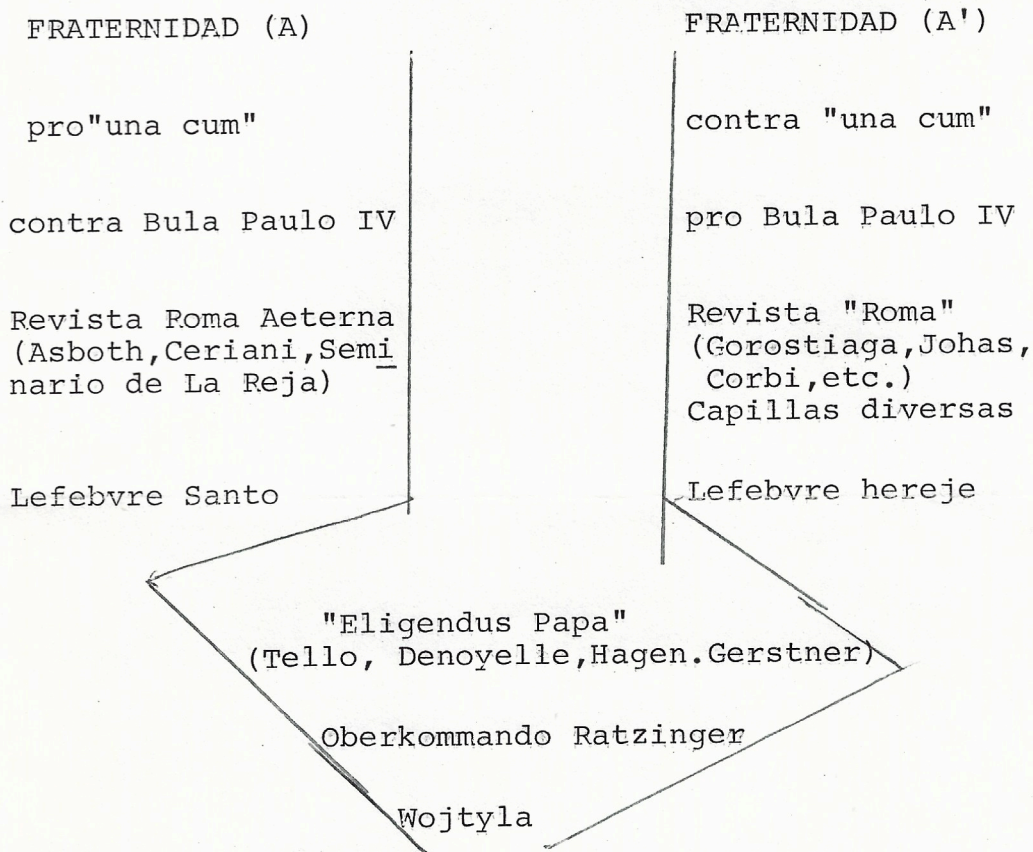 FRATERNIDAD (A)
pro"una cum"
contra Bula Paulo IV
Revista Roma Aeterna
(Asboth,Ceriani,Semi
nario de La Reja)
Lefebvre Santo
FRATERNIDAD (A')
contra "una cum"
pro Bula Paulo IV
Revista "Roma"
(Gorostiaga,Johas,
Corbi,etc.)
Capillas diversas
Lefebvre hereje
"Eligendus Papa"
(Tello, Denoyelle,Hagen.Gerstner)
Oberkommando Ratzinger
Wojtyla